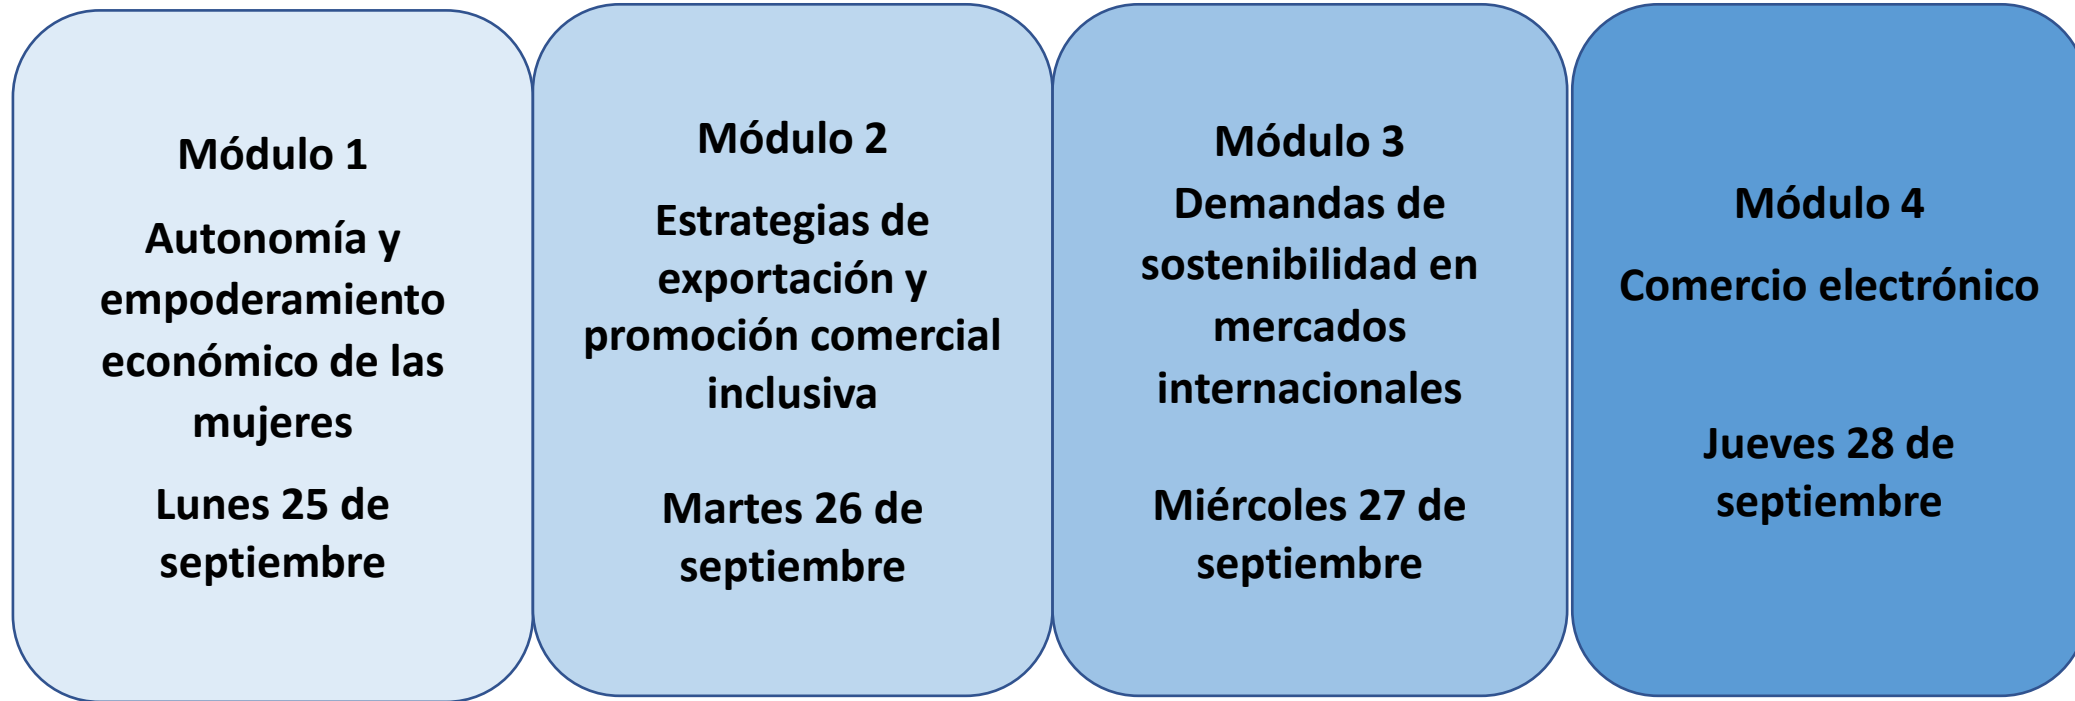 Módulo 1
Autonomía y
empoderamiento
económico de las
mujeres
Lunes 25 de
septiembre
Módulo 2
Estrategias de
exportación y
promoción comercial
inclusiva
Martes 26 de
septiembre
Módulo 3
Demandas de
sostenibilidad en
mercados
internacionales
Miércoles 27 de
septiembre
Módulo 4
Comercio electrónico
Jueves 28 de
septiembre